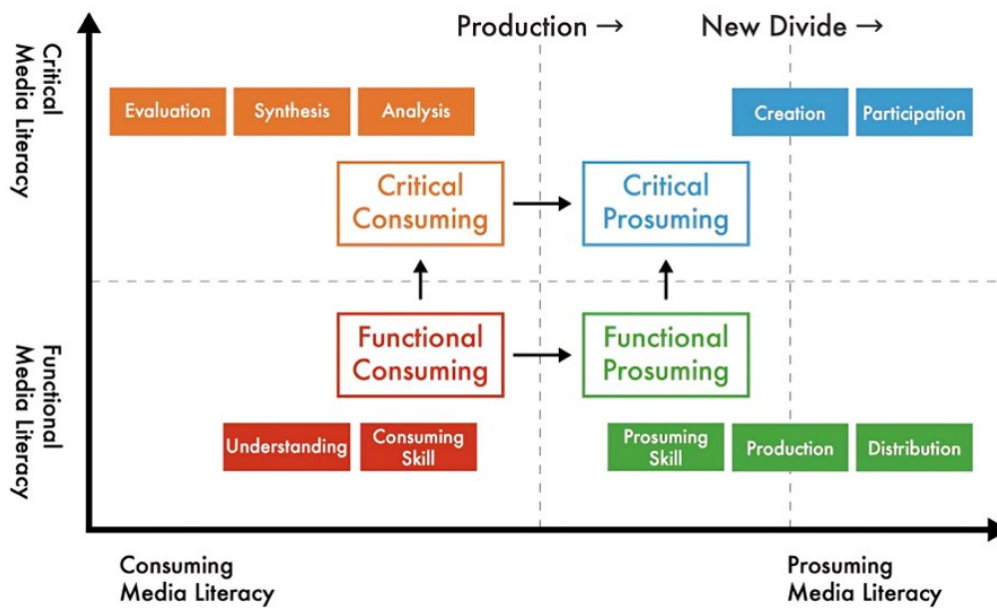 Production → New Divide →
Critical
Media Literacy
Evaluation Synthesis Analysis Creation Participation
Critical
Consuming
Critical
Prosuming
Functional
Media Literacy
Functional
Consuming
Functional
Prosuming
Understanding
Consuming
Skill
Prosuming
Skill
Production Distribution
Consuming
Media Literacy
Prosuming
Media Literacy